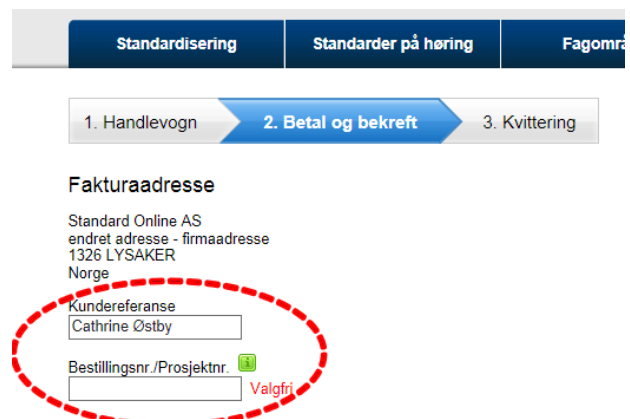 Standardisering Standarder på høring Fagområ
1. Handlevogn 2. Betal og bekreft 3. Kvittering
Fakturaadresse
Standard Online AS
endret adresse - firmaadresse
1326 LYSAKER
Norge
Kundereferanse
Cathrine Østby
Bestillingsnr./Prosjektnr. i
Valgfri